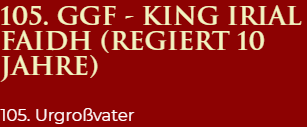 105. GGF - KING IRIAL
FAIDH (REGIERT 10
JAHRE)
105. Urgroßvater